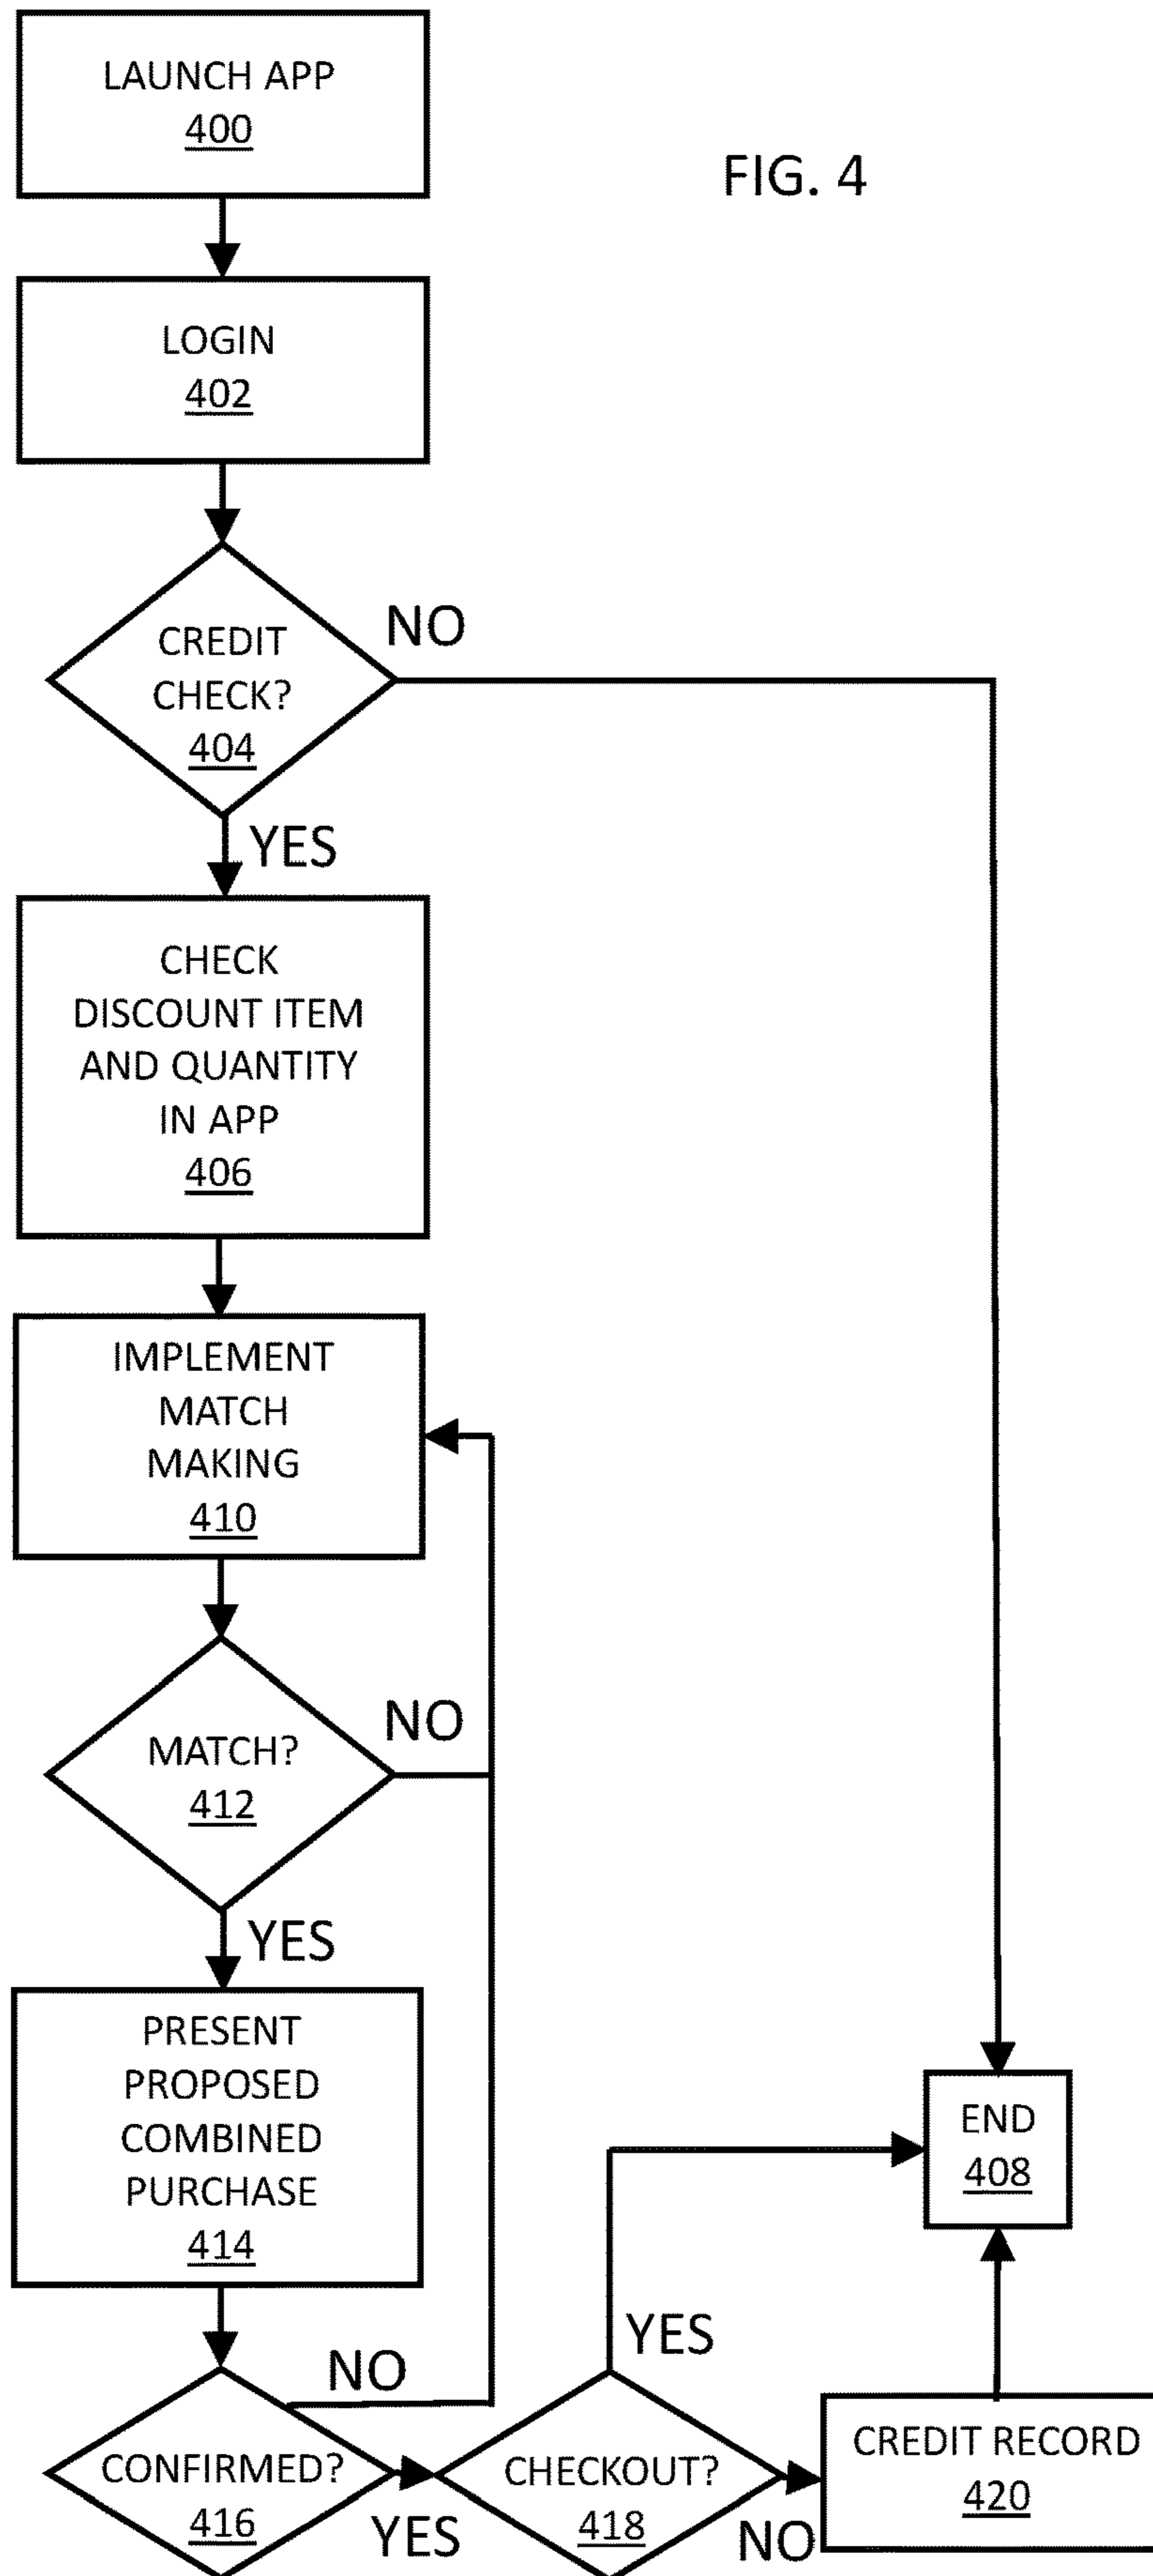 LAUNCH APP
400
FIG. 4
LOGIN
402
CREDIT
CHECK?
404
NO
YES
CHECK
DISCOUNT ITEM
AND QUANTITY
IN APP
406
IMPLEMENT
MATCH
MAKING
410
MATCH?
412
NO
YES
PRESENT
PROPOSED
COMBINED
PURCHASE
414
END
408
CONFIRMED?
416
NO
YES
CHECKOUT?
418
YES
NO
CREDIT RECORD
420